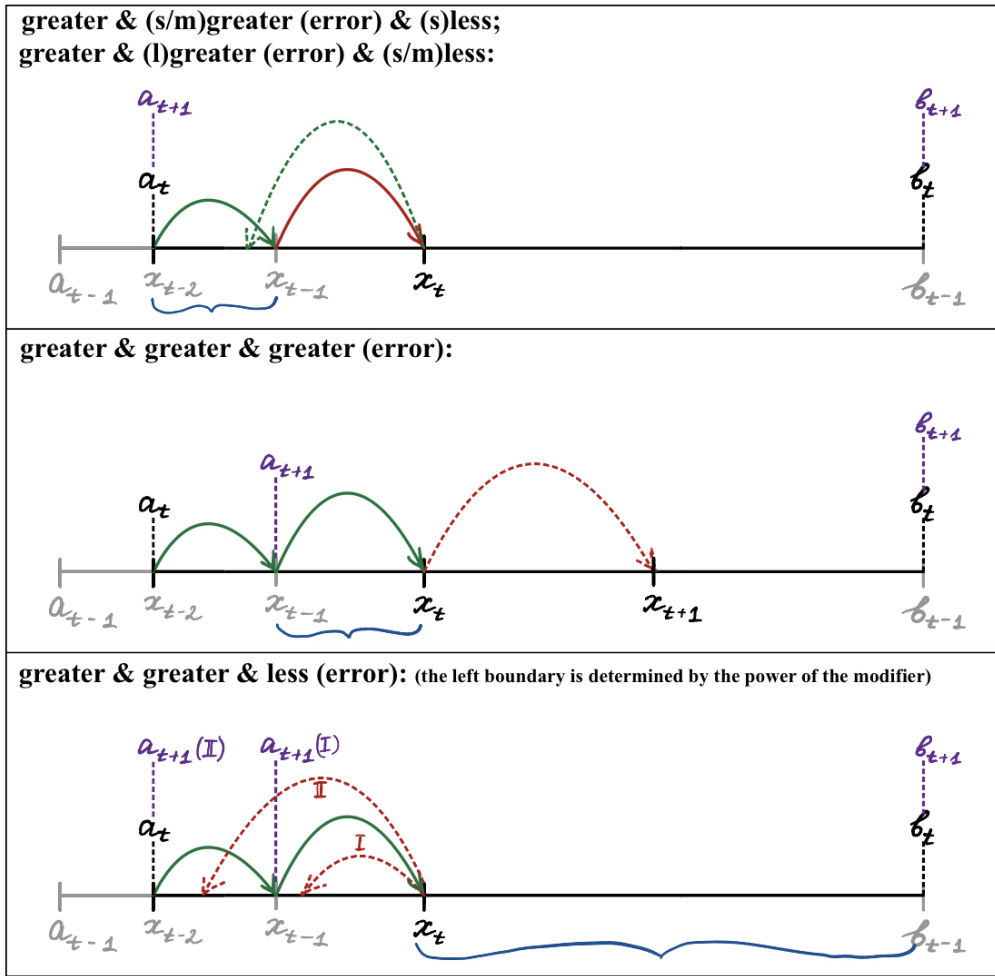 greater & (s/m)greater (error) & (s)less;
greater & (l)greater (error) & (s/m)less:
a_{t+1} b_{t+1}
a_t b_t
a_{t-1} x_{t-2} x_{t-1} x_t b_{t-1}
greater & greater & greater (error):
b_{t+1}
a_{t+1}
a_t b_t
a_{t-1} x_{t-2} x_{t-1} x_t x_{t+1} b_{t-1}
greater & greater & less (error): (the left boundary is determined by the power of the modifier)
a_{t+1}(II) a_{t+1}(I) b_{t+1}
II
a_t b_t
I
a_{t-1} x_{t-2} x_{t-1} x_t b_{t-1}